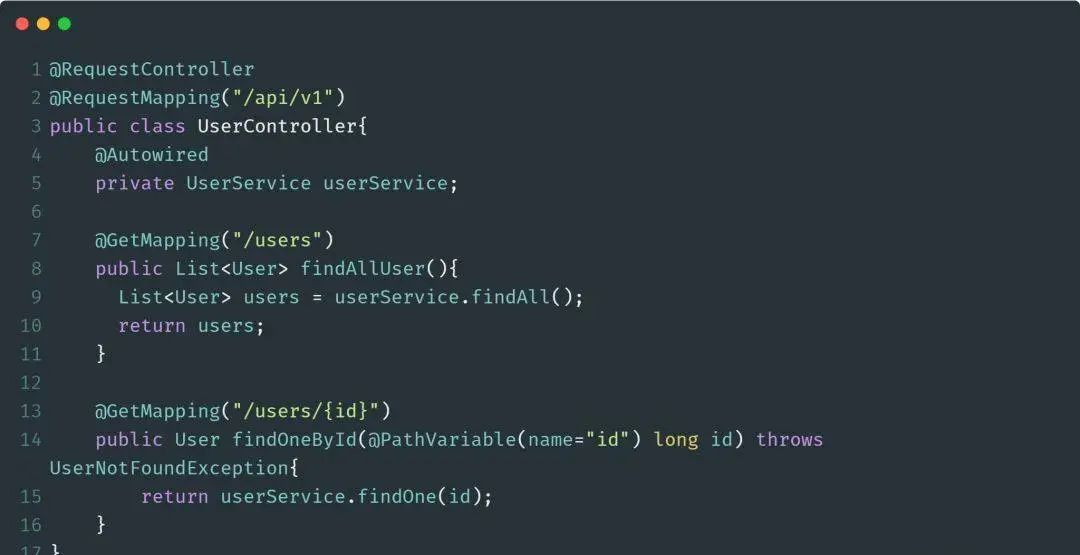 1 @RequestController
2 @RequestMapping("/api/v1")
3 public class UserController{
4     @Autowired
5     private UserService userService;
6
7     @GetMapping("/users")
8     public List<User> findAllUser(){
9       List<User> users = userService.findAll();
10       return users;
11     }
12
13     @GetMapping("/users/{id}")
14     public User findOneById(@PathVariable(name="id") long id) throws
UserNotFoundException{
15         return userService.findOne(id);
16     }
17 }